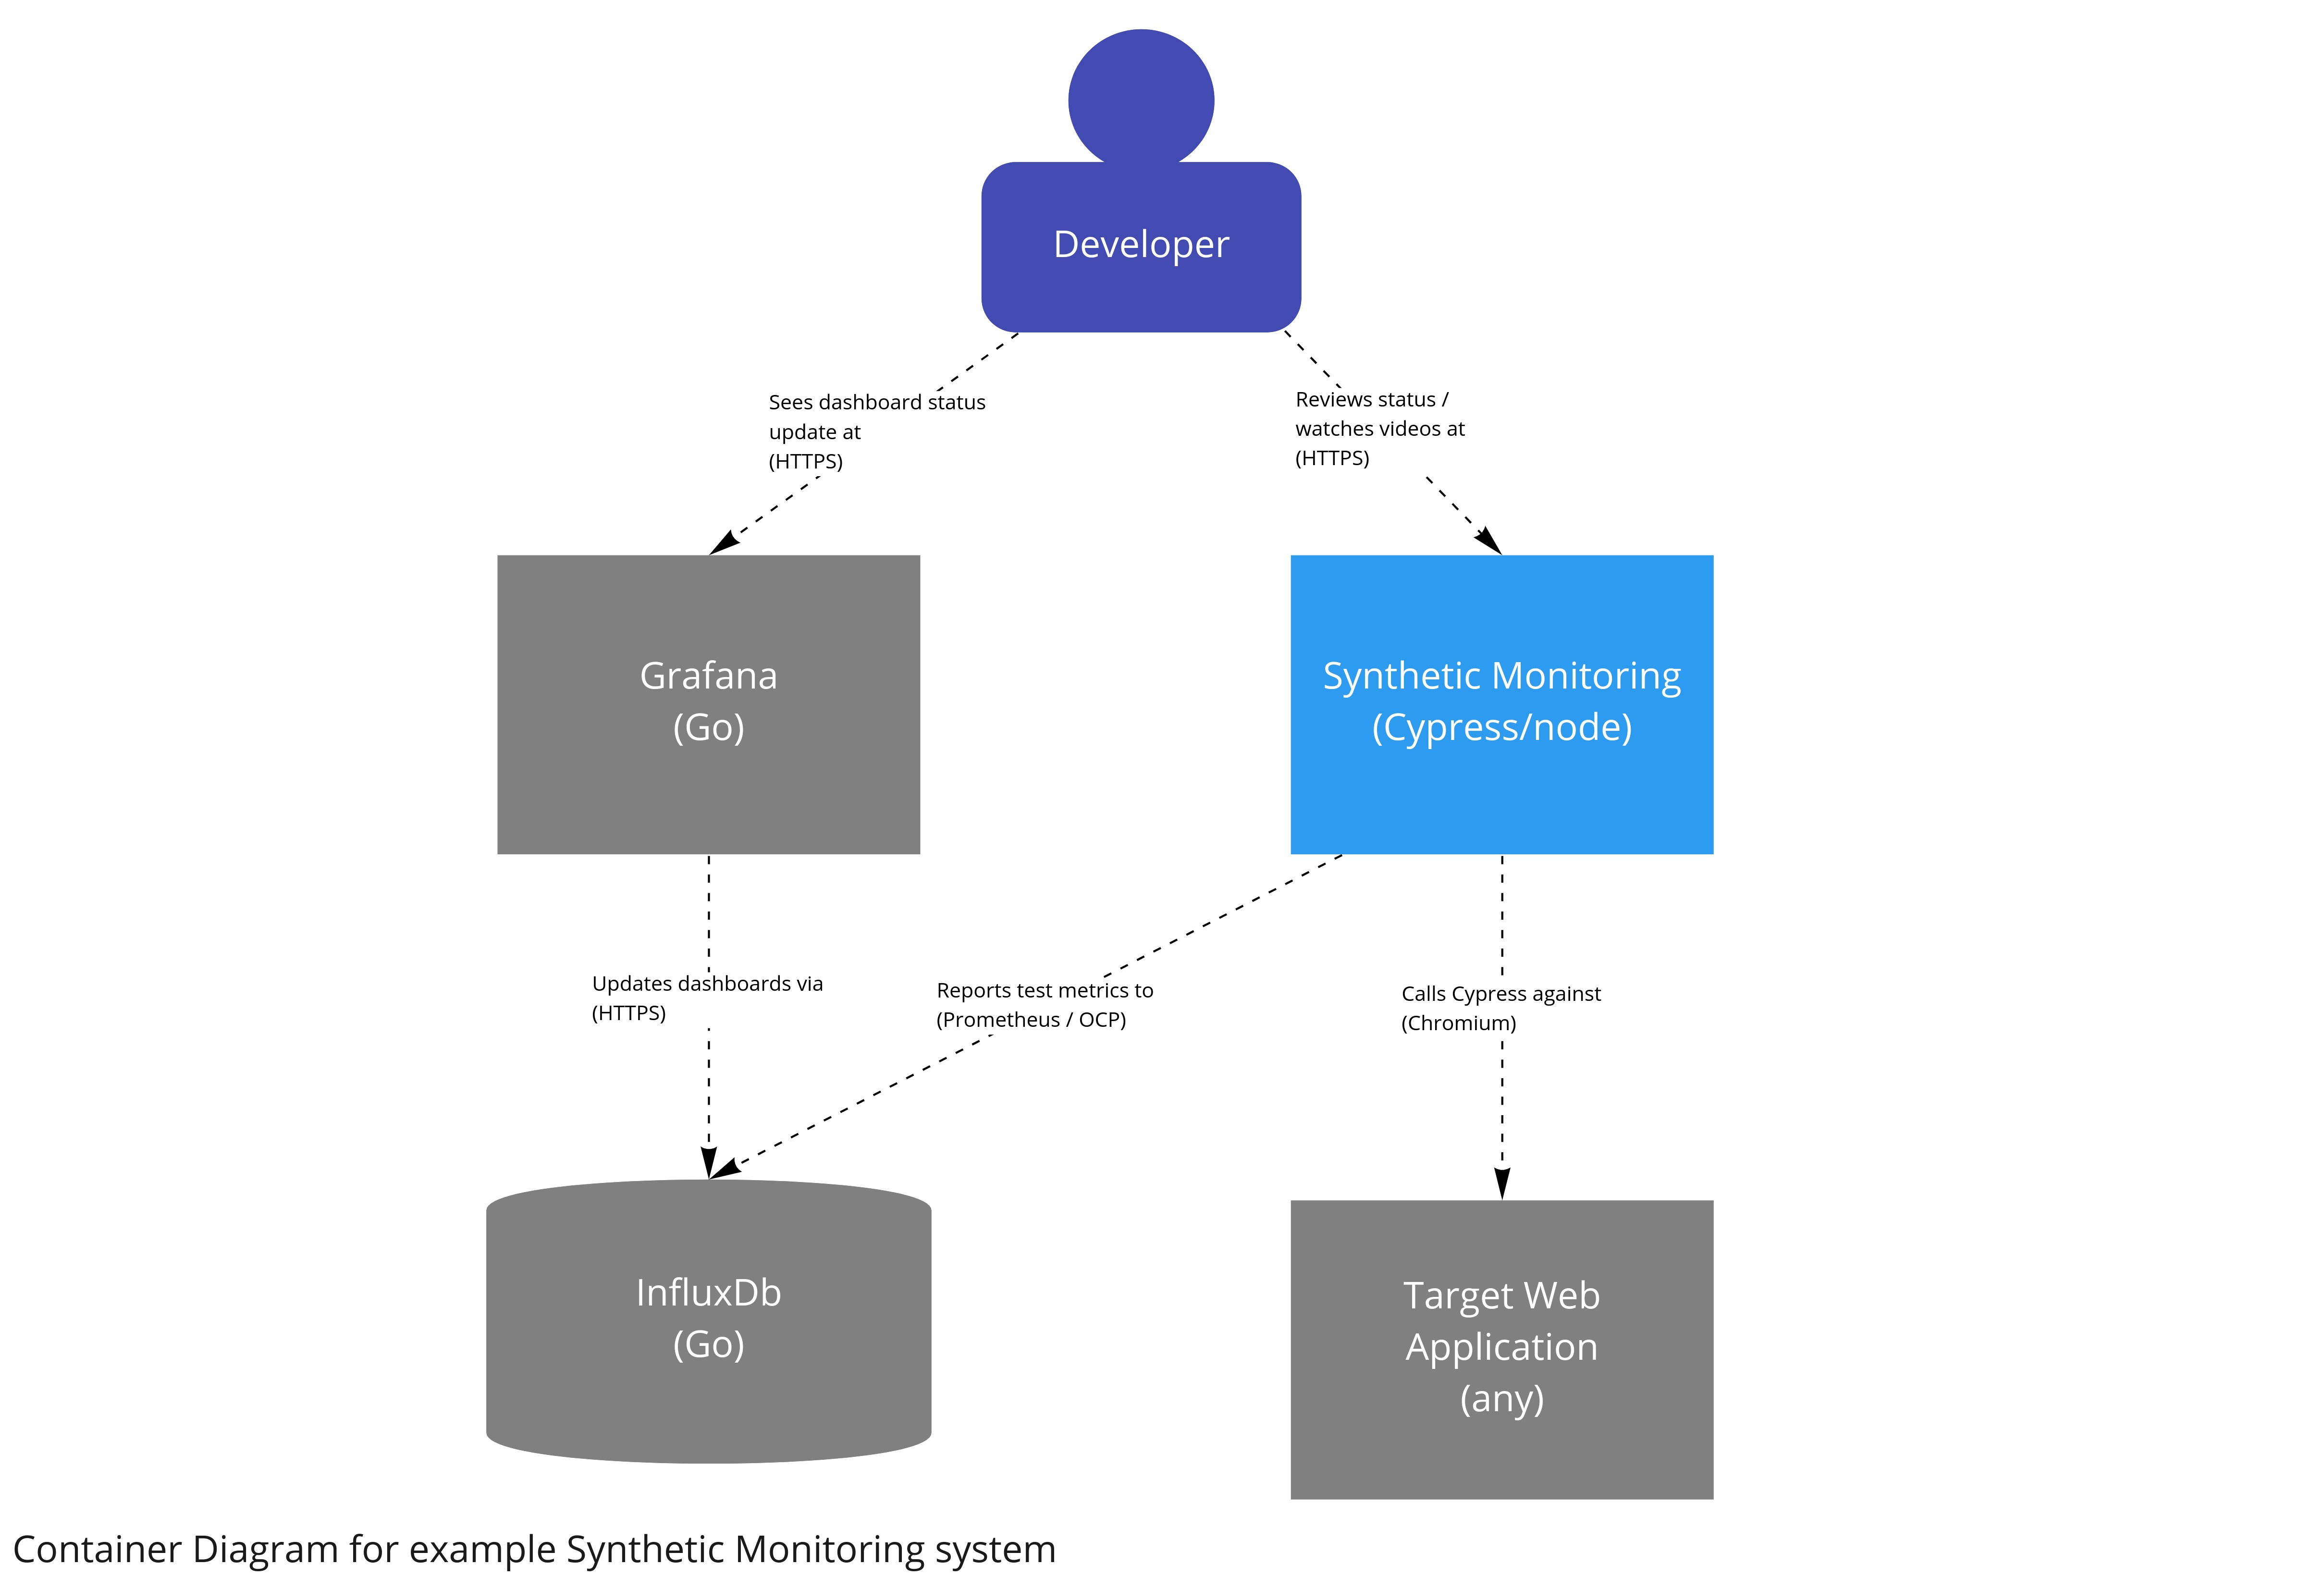 Developer
Sees dashboard status
update at
(HTTPS)
Reviews status /
watches videos at
(HTTPS)
Grafana
(Go)
Synthetic Monitoring
(Cypress/node)
Updates dashboards via
(HTTPS)
Reports test metrics to
(Prometheus / OCP)
Calls Cypress against
(Chromium)
InfluxDb
(Go)
Target Web
Application
(any)
Container Diagram for example Synthetic Monitoring system